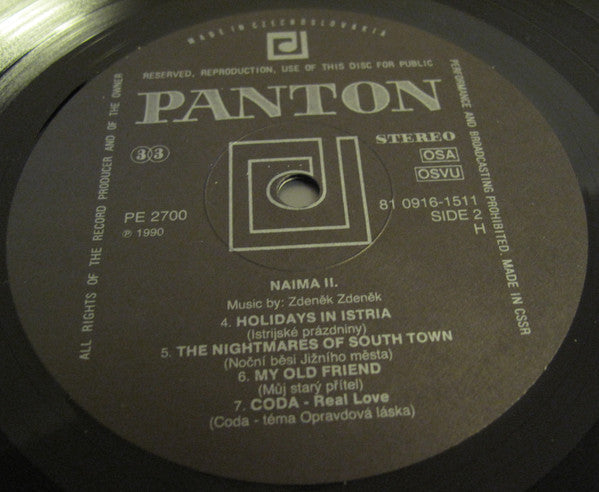 MADE IN CZECHOSLOVAKIA
RESERVED, REPRODUCTION, USE OF THIS DISC FOR PUBLIC
PERFORMANCE AND BROADCASTING PROHIBITED. MADE IN CSSR
ALL RIGHTS OF THE RECORD PRODUCER AND OF THE OWNER
PANTON
33
STEREO
OSA
OSVU
PE 2700
℗ 1990
81 0916-1511
SIDE 2
H
NAIMA II.
Music by: Zdeněk Zdeněk
4. HOLIDAYS IN ISTRIA
(Istrijské prázdniny)
5. THE NIGHTMARES OF SOUTH TOWN
(Noční běsi Jižního města)
6. MY OLD FRIEND
(Můj starý přítel)
7. CODA - Real Love
(Coda - téma Opravdová láska)